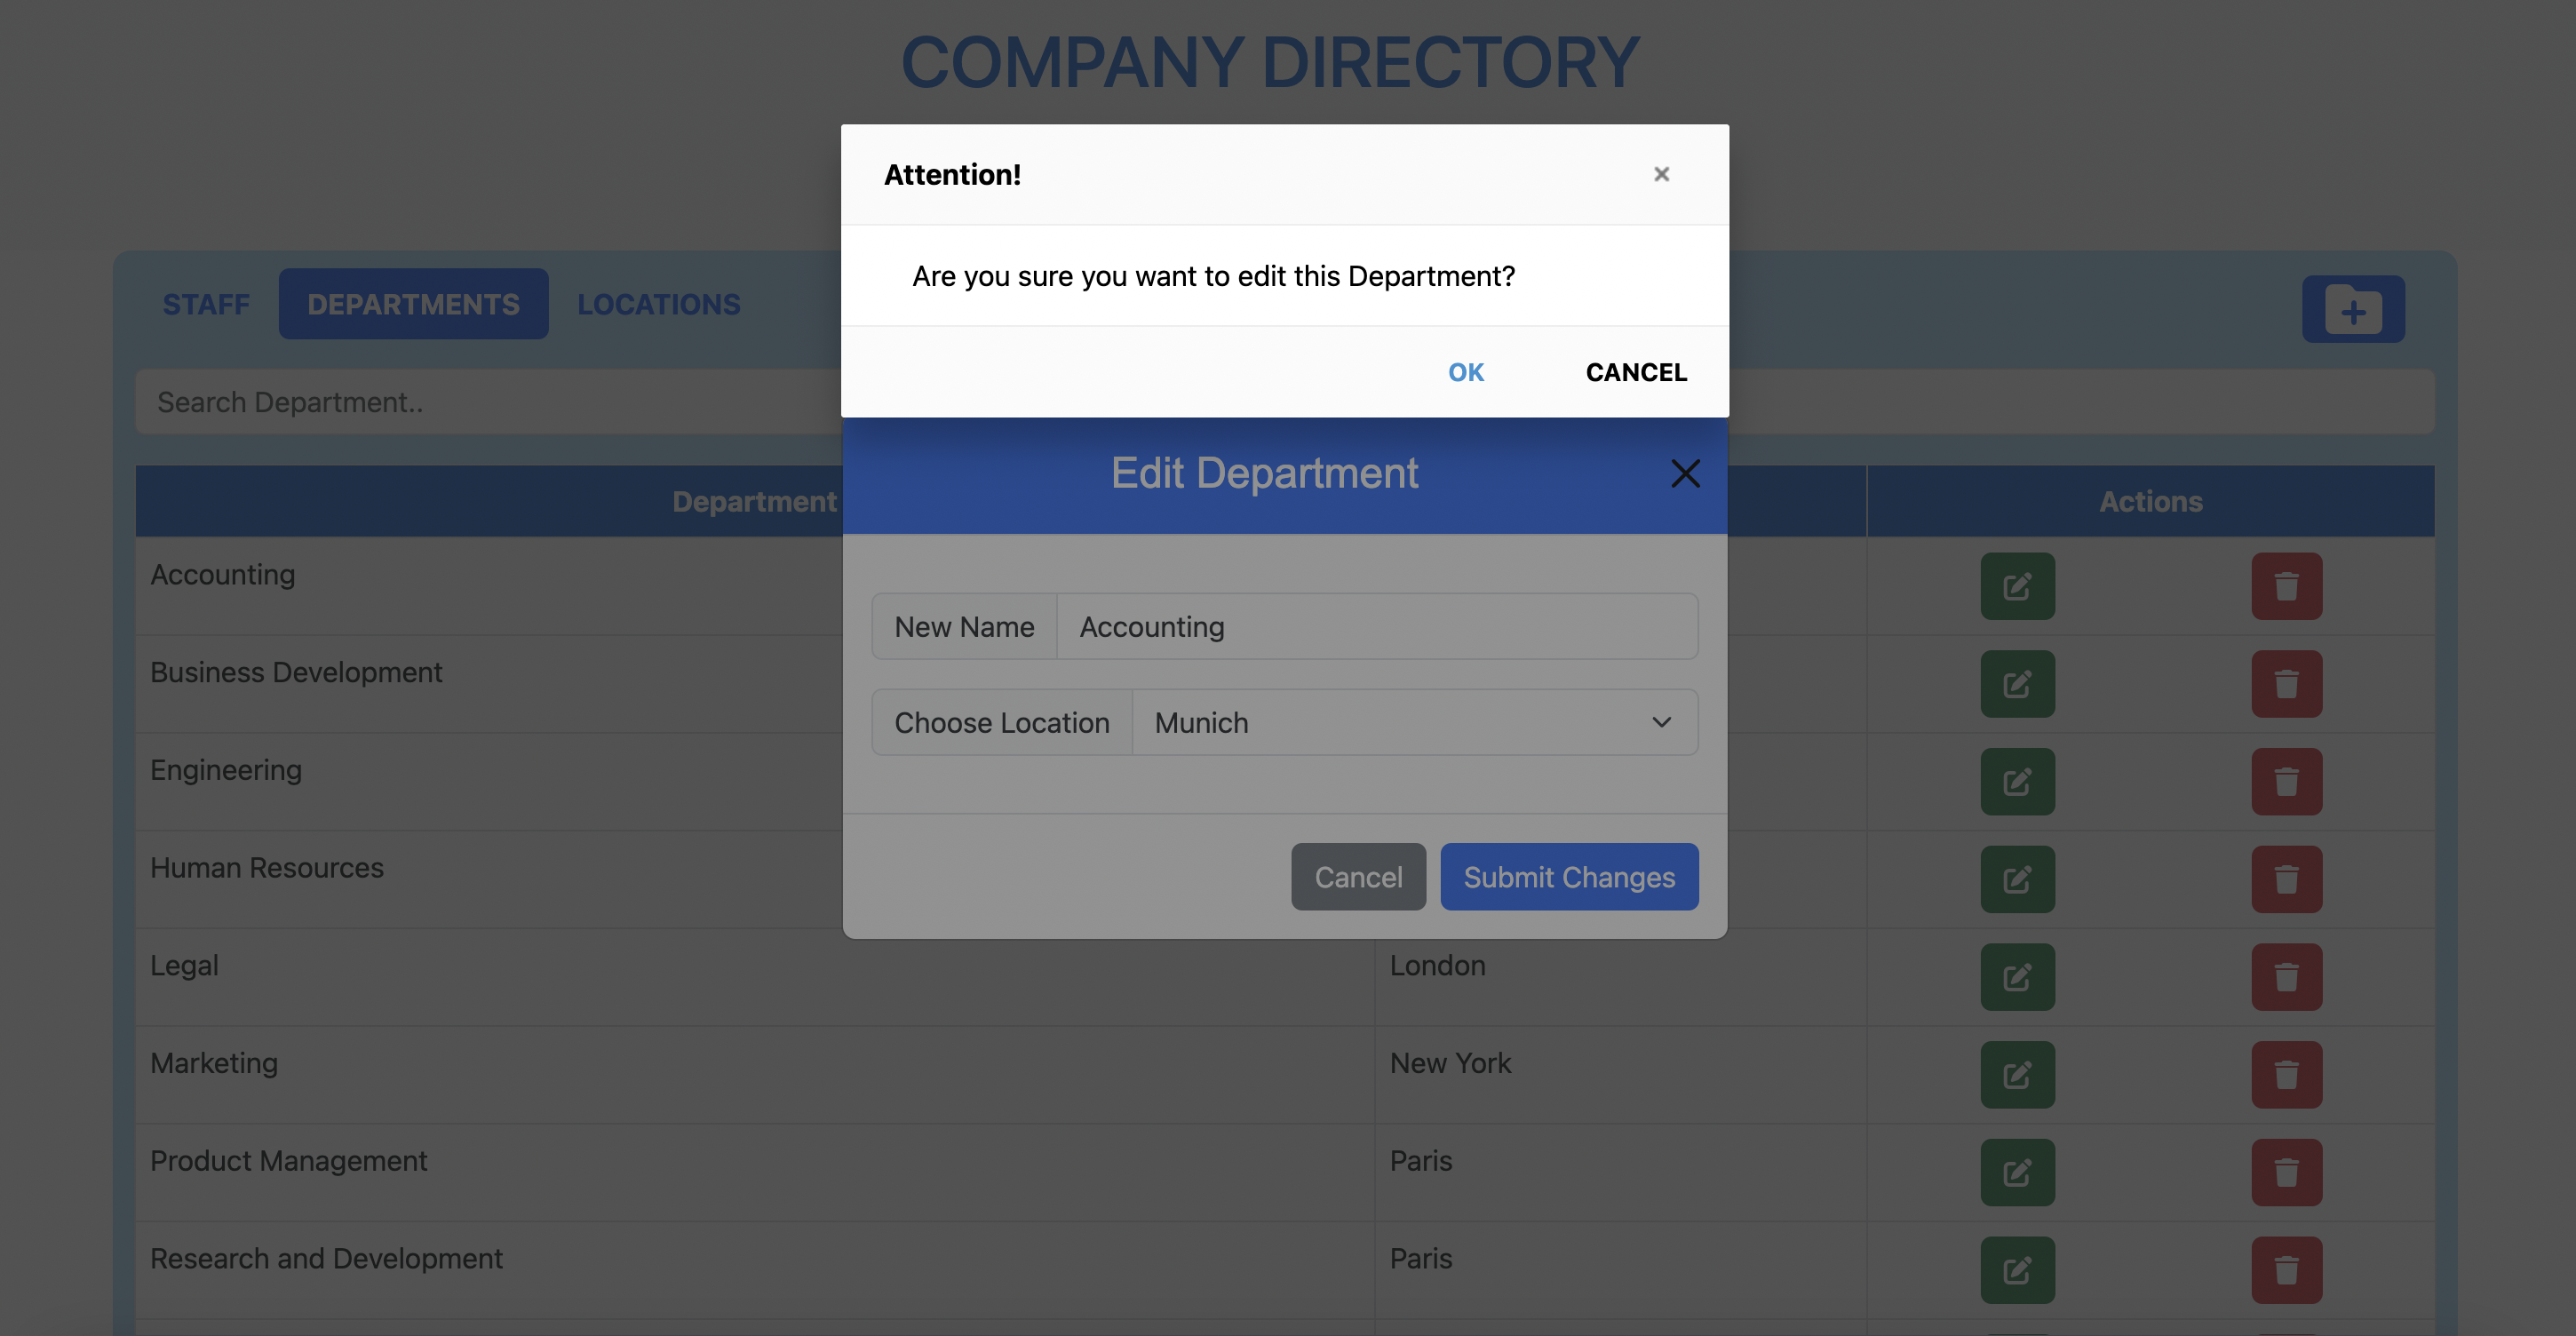 COMPANY DIRECTORY
Attention!
×
Are you sure you want to edit this Department?
OK CANCEL
STAFF DEPARTMENTS LOCATIONS
Search Department..
Edit Department
Department Actions
Accounting
New Name Accounting
Business Development
Choose Location Munich
Engineering
Human Resources
Cancel Submit Changes
Legal London
Marketing New York
Product Management Paris
Research and Development Paris